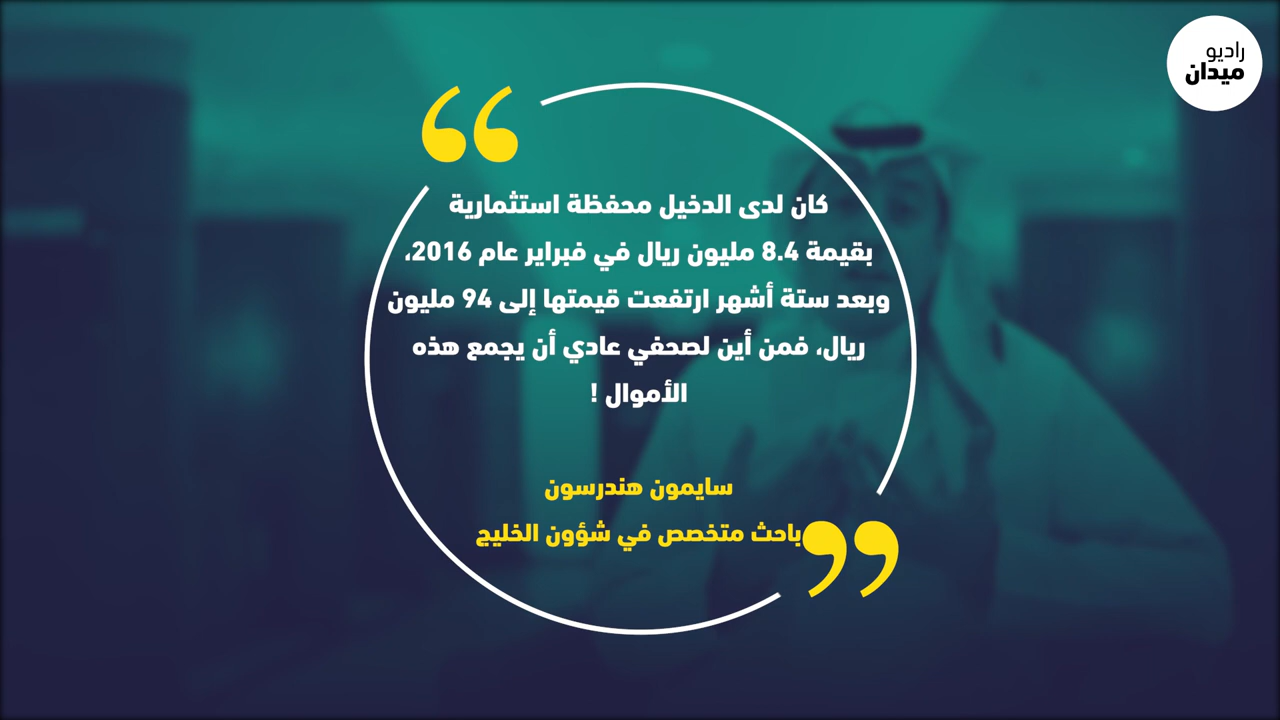 راديو
ميدان
كان لدى الدخيل محفظة استثمارية
بقيمة 8.4 مليون ريال في فبراير عام 2016،
وبعد ستة أشهر ارتفعت قيمتها إلى 94 مليون
ريال، فمن أين لصحفي عادي أن يجمع هذه
الأموال !
سايمون هندرسون
باحث متخصص في شؤون الخليج